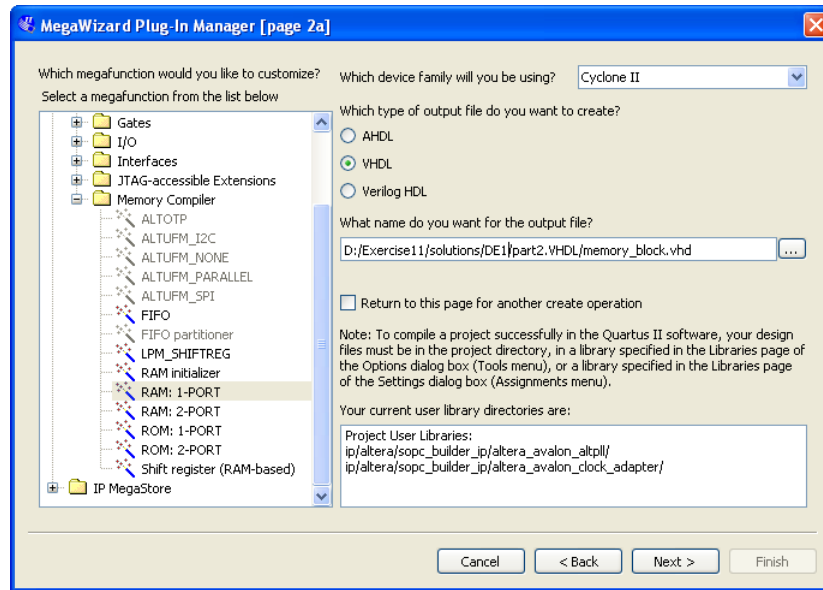 MegaWizard Plug-In Manager [page 2a]
Which megafunction would you like to customize?
Select a megafunction from the list below
Gates
I/O
Interfaces
JTAG-accessible Extensions
Memory Compiler
ALTOTP
ALTUFM_I2C
ALTUFM_NONE
ALTUFM_PARALLEL
ALTUFM_SPI
FIFO
FIFO partitioner
LPM_SHIFTREG
RAM initializer
RAM: 1-PORT
RAM: 2-PORT
ROM: 1-PORT
ROM: 2-PORT
Shift register (RAM-based)
IP MegaStore
Which device family will you be using?
Cyclone II
Which type of output file do you want to create?
AHDL
VHDL
Verilog HDL
What name do you want for the output file?
D:/Exercise11/solutions/DE1/part2.VHDL/memory_block.vhd
...
Return to this page for another create operation
Note: To compile a project successfully in the Quartus II software, your design
files must be in the project directory, in a library specified in the Libraries page of
the Options dialog box (Tools menu), or a library specified in the Libraries page
of the Settings dialog box (Assignments menu).
Your current user library directories are:
Project User Libraries:
ip/altera/sopc_builder_ip/altera_avalon_altpll/
ip/altera/sopc_builder_ip/altera_avalon_clock_adapter/
Cancel
< Back
Next >
Finish